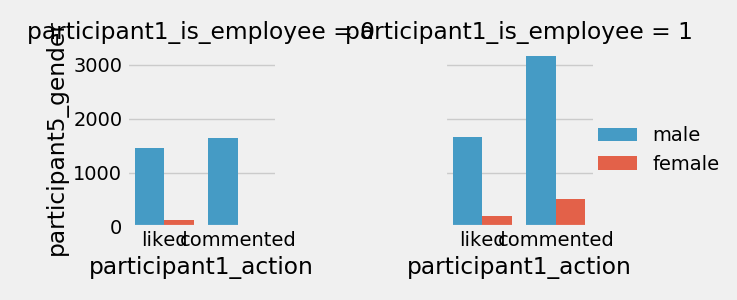 participant1_is_employee = 0
participant1_is_employee = 1
participant5_gender
3000
2000
1000
0
liked
commented
liked
commented
participant1_action
participant1_action
male
female